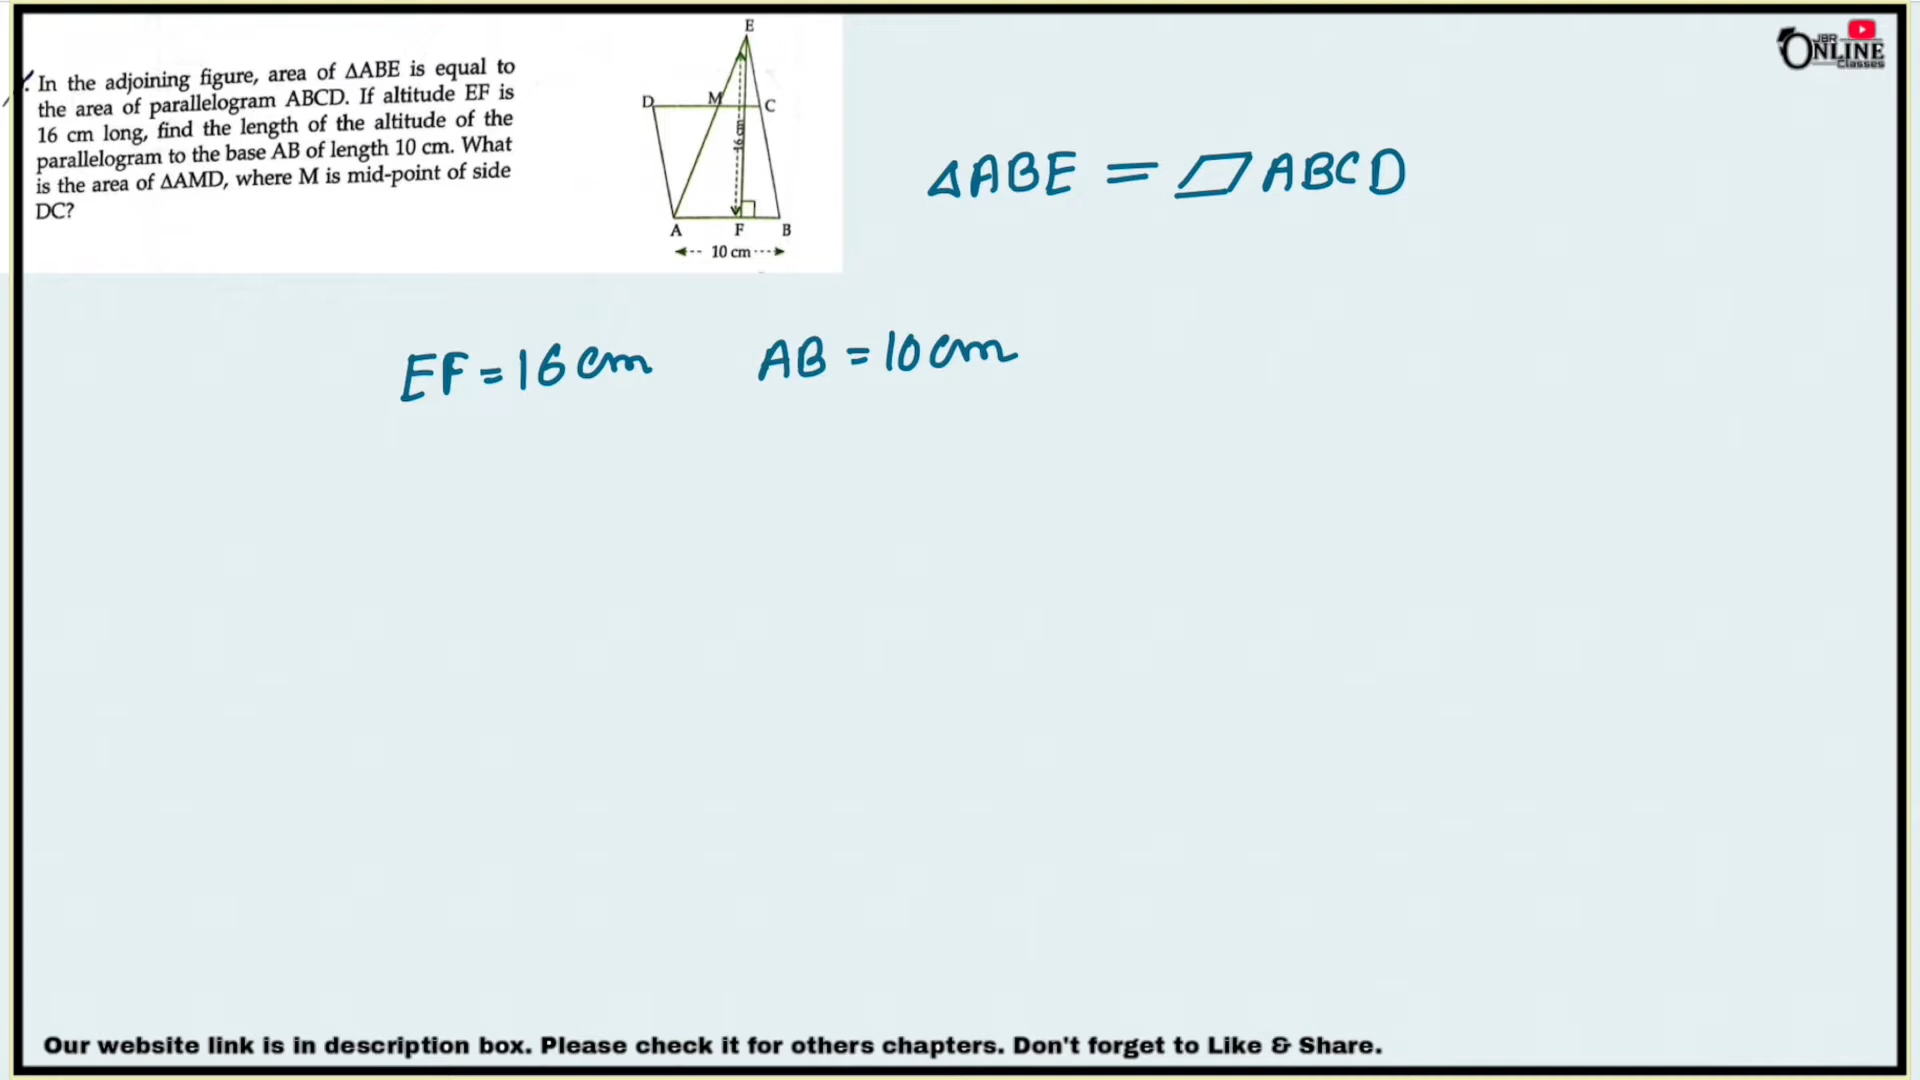 In the adjoining figure, area of ΔABE is equal to
the area of parallelogram ABCD. If altitude EF is
16 cm long, find the length of the altitude of the
parallelogram to the base AB of length 10 cm. What
is the area of ΔAMD, where M is mid-point of side
DC?
E
D M C
16 cm
A F B
10 cm
JBR
ONLINE
Classes
ΔABE = ▱ ABCD
EF = 16 cm AB = 10 cm
Our website link is in description box. Please check it for others chapters. Don't forget to Like & Share.